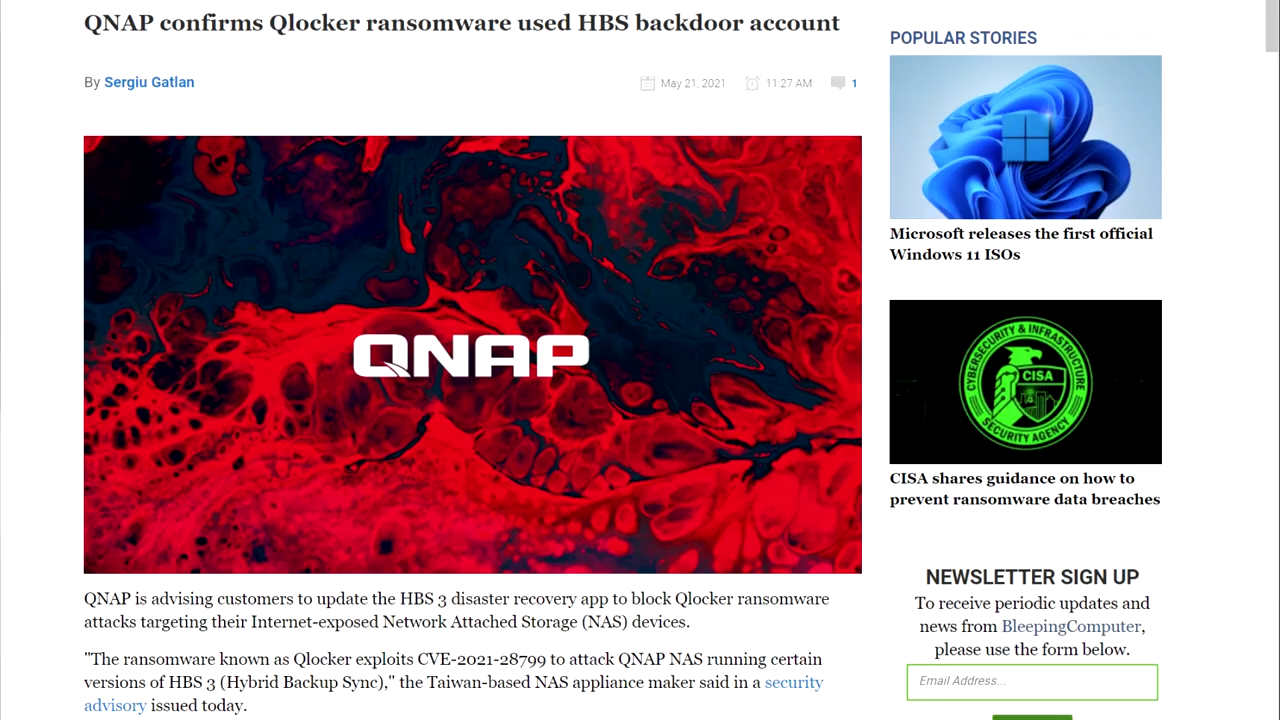 QNAP confirms Qlocker ransomware used HBS backdoor account
By Sergiu Gatlan
May 21, 2021
11:27 AM
1
QNAP
QNAP is advising customers to update the HBS 3 disaster recovery app to block Qlocker ransomware
attacks targeting their Internet-exposed Network Attached Storage (NAS) devices.
"The ransomware known as Qlocker exploits CVE-2021-28799 to attack QNAP NAS running certain
versions of HBS 3 (Hybrid Backup Sync)," the Taiwan-based NAS appliance maker said in a security
advisory issued today.
POPULAR STORIES
Microsoft releases the first official
Windows 11 ISOs
CYBERSECURITY & INFRASTRUCTURE
CISA
SECURITY AGENCY
CISA shares guidance on how to
prevent ransomware data breaches
NEWSLETTER SIGN UP
To receive periodic updates and
news from BleepingComputer,
please use the form below.
Email Address...